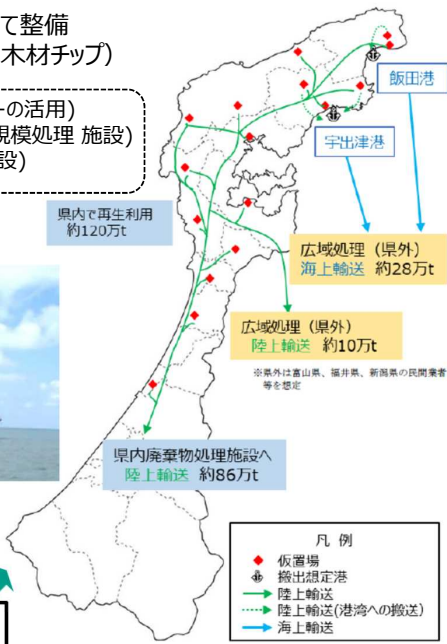 て整備
木材チップ)
ーの活用)
規模処理 施設)
設)
飯田港
宇出津港
県内で再生利用
約120万t
広域処理（県外）
海上輸送 約28万t
広域処理（県外）
陸上輸送 約10万t
※県外は富山県、福井県、新潟県の民間業者
等を想定
県内廃棄物処理施設へ
陸上輸送 約86万t
凡 例
仮置場
搬出想定港
陸上輸送
陸上輸送(港湾への搬送)
海上輸送